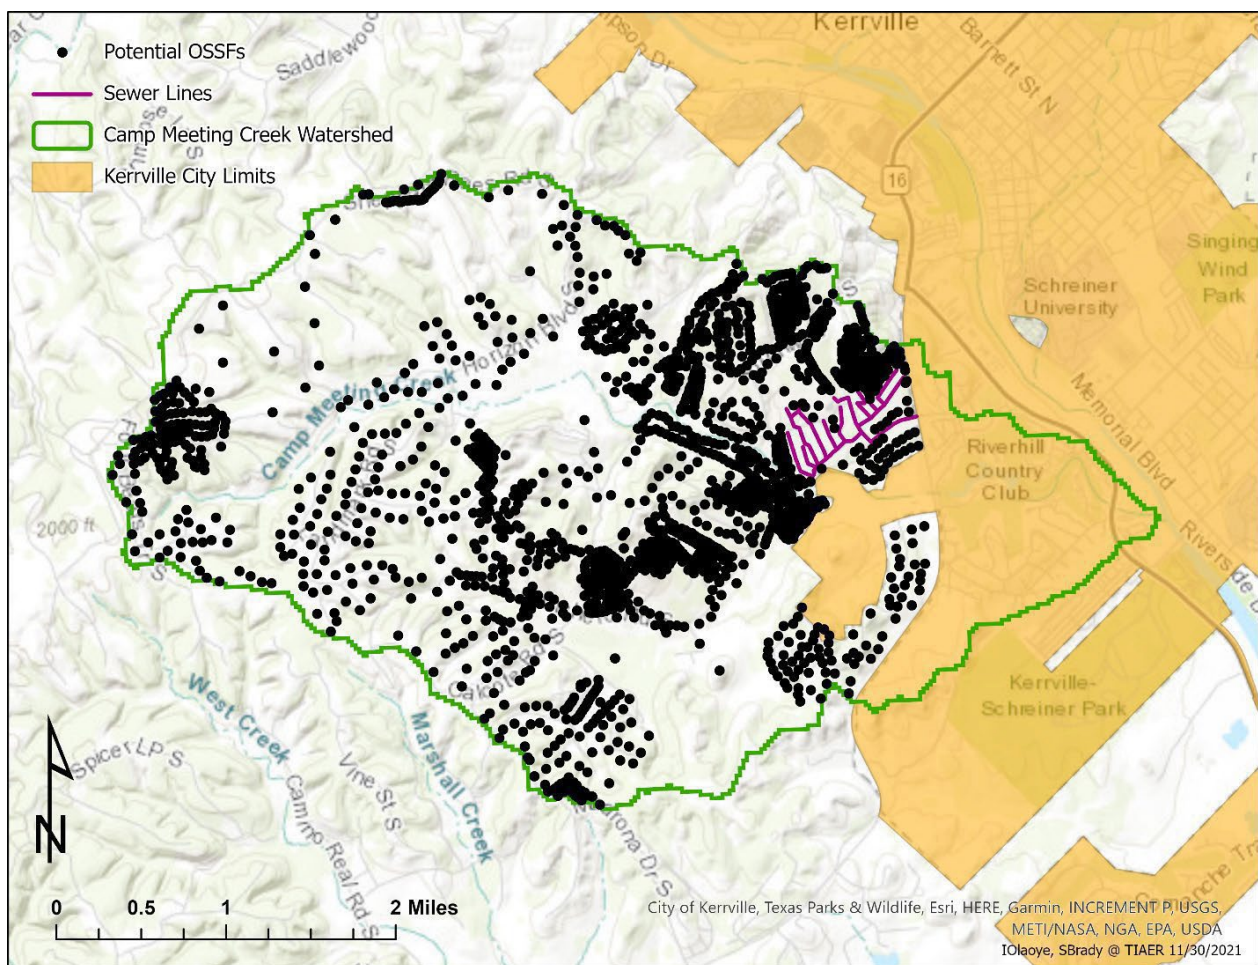 Kerrville
Barnett St N
Saddlewood
Potential OSSFs
Sewer Lines
Camp Meeting Creek Watershed
Kerrville City Limits
16
Singing
Wind
Park
Schreiner
University
Horizon Blvd S
Camp Meeting Creek
Memorial Blvd
Riverhill
Country
Club
2000 ft
Kerrville-
Schreiner Park
West Creek
Spicer Lp S
Vine St S
Marshall Creek
Camino Real Rd S
N
0 0.5 1 2 Miles
City of Kerrville, Texas Parks & Wildlife, Esri, HERE, Garmin, INCREMENT P, USGS,
METI/NASA, NGA, EPA, USDA
IOlaoye, SBrady @ TIAER 11/30/2021